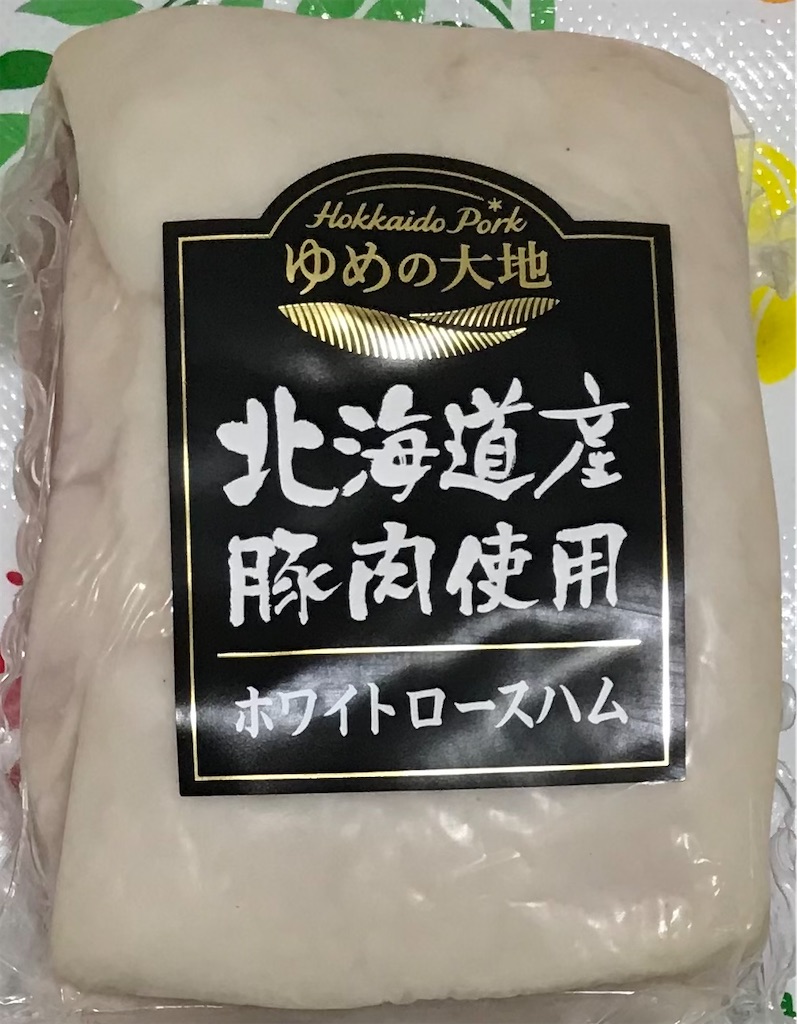 Hokkaido Pork
ゆめの大地
北海道産
豚肉使用
ホワイトロースハム